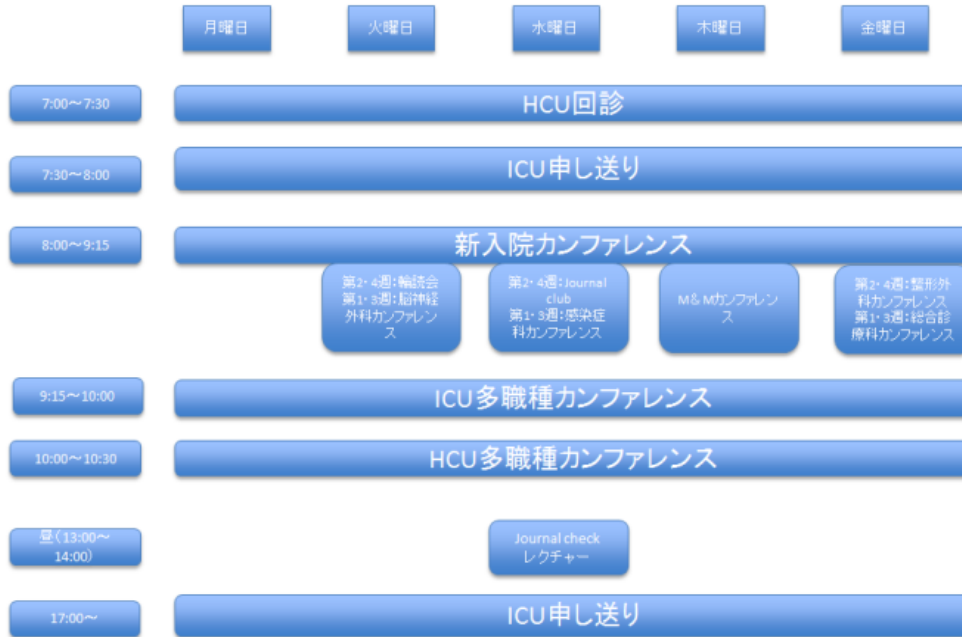 月曜日 火曜日 水曜日 木曜日 金曜日
7:00～7:30 HCU回診
7:30～8:00 ICU申し送り
8:00～9:15 新入院カンファレンス
第2・4週:輪読会
第1・3週:脳神経
外科カンファレン
ス
第2・4週:Journal
club
第1・3週:感染症
科カンファレンス
M&Mカンファレン
ス
第2・4週:整形外
科カンファレンス
第1・3週:総合診
療科カンファレンス
9:15～10:00 ICU多職種カンファレンス
10:00～10:30 HCU多職種カンファレンス
昼(13:00～
14:00)
Journal check
レクチャー
17:00～ ICU申し送り